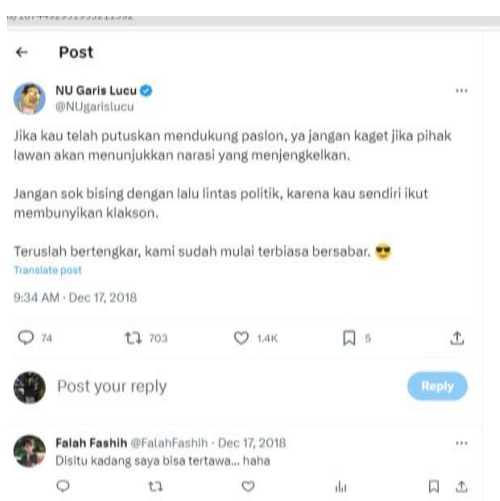 Post
NU Garis Lucu
@NUgarislucu
Jika kau telah putuskan mendukung paslon, ya jangan kaget jika pihak
lawan akan menunjukkan narasi yang menjengkelkan.
Jangan sok bising dengan lalu lintas politik, karena kau sendiri ikut
membunyikan klakson.
Teruslah bertengkar, kami sudah mulai terbiasa bersabar. 😎
Translate post
9:34 AM · Dec 17, 2018
74 703 1.4K 5
Post your reply
Reply
Falah Fashih @FalahFashih · Dec 17, 2018
Disitu kadang saya bisa tertawa... haha